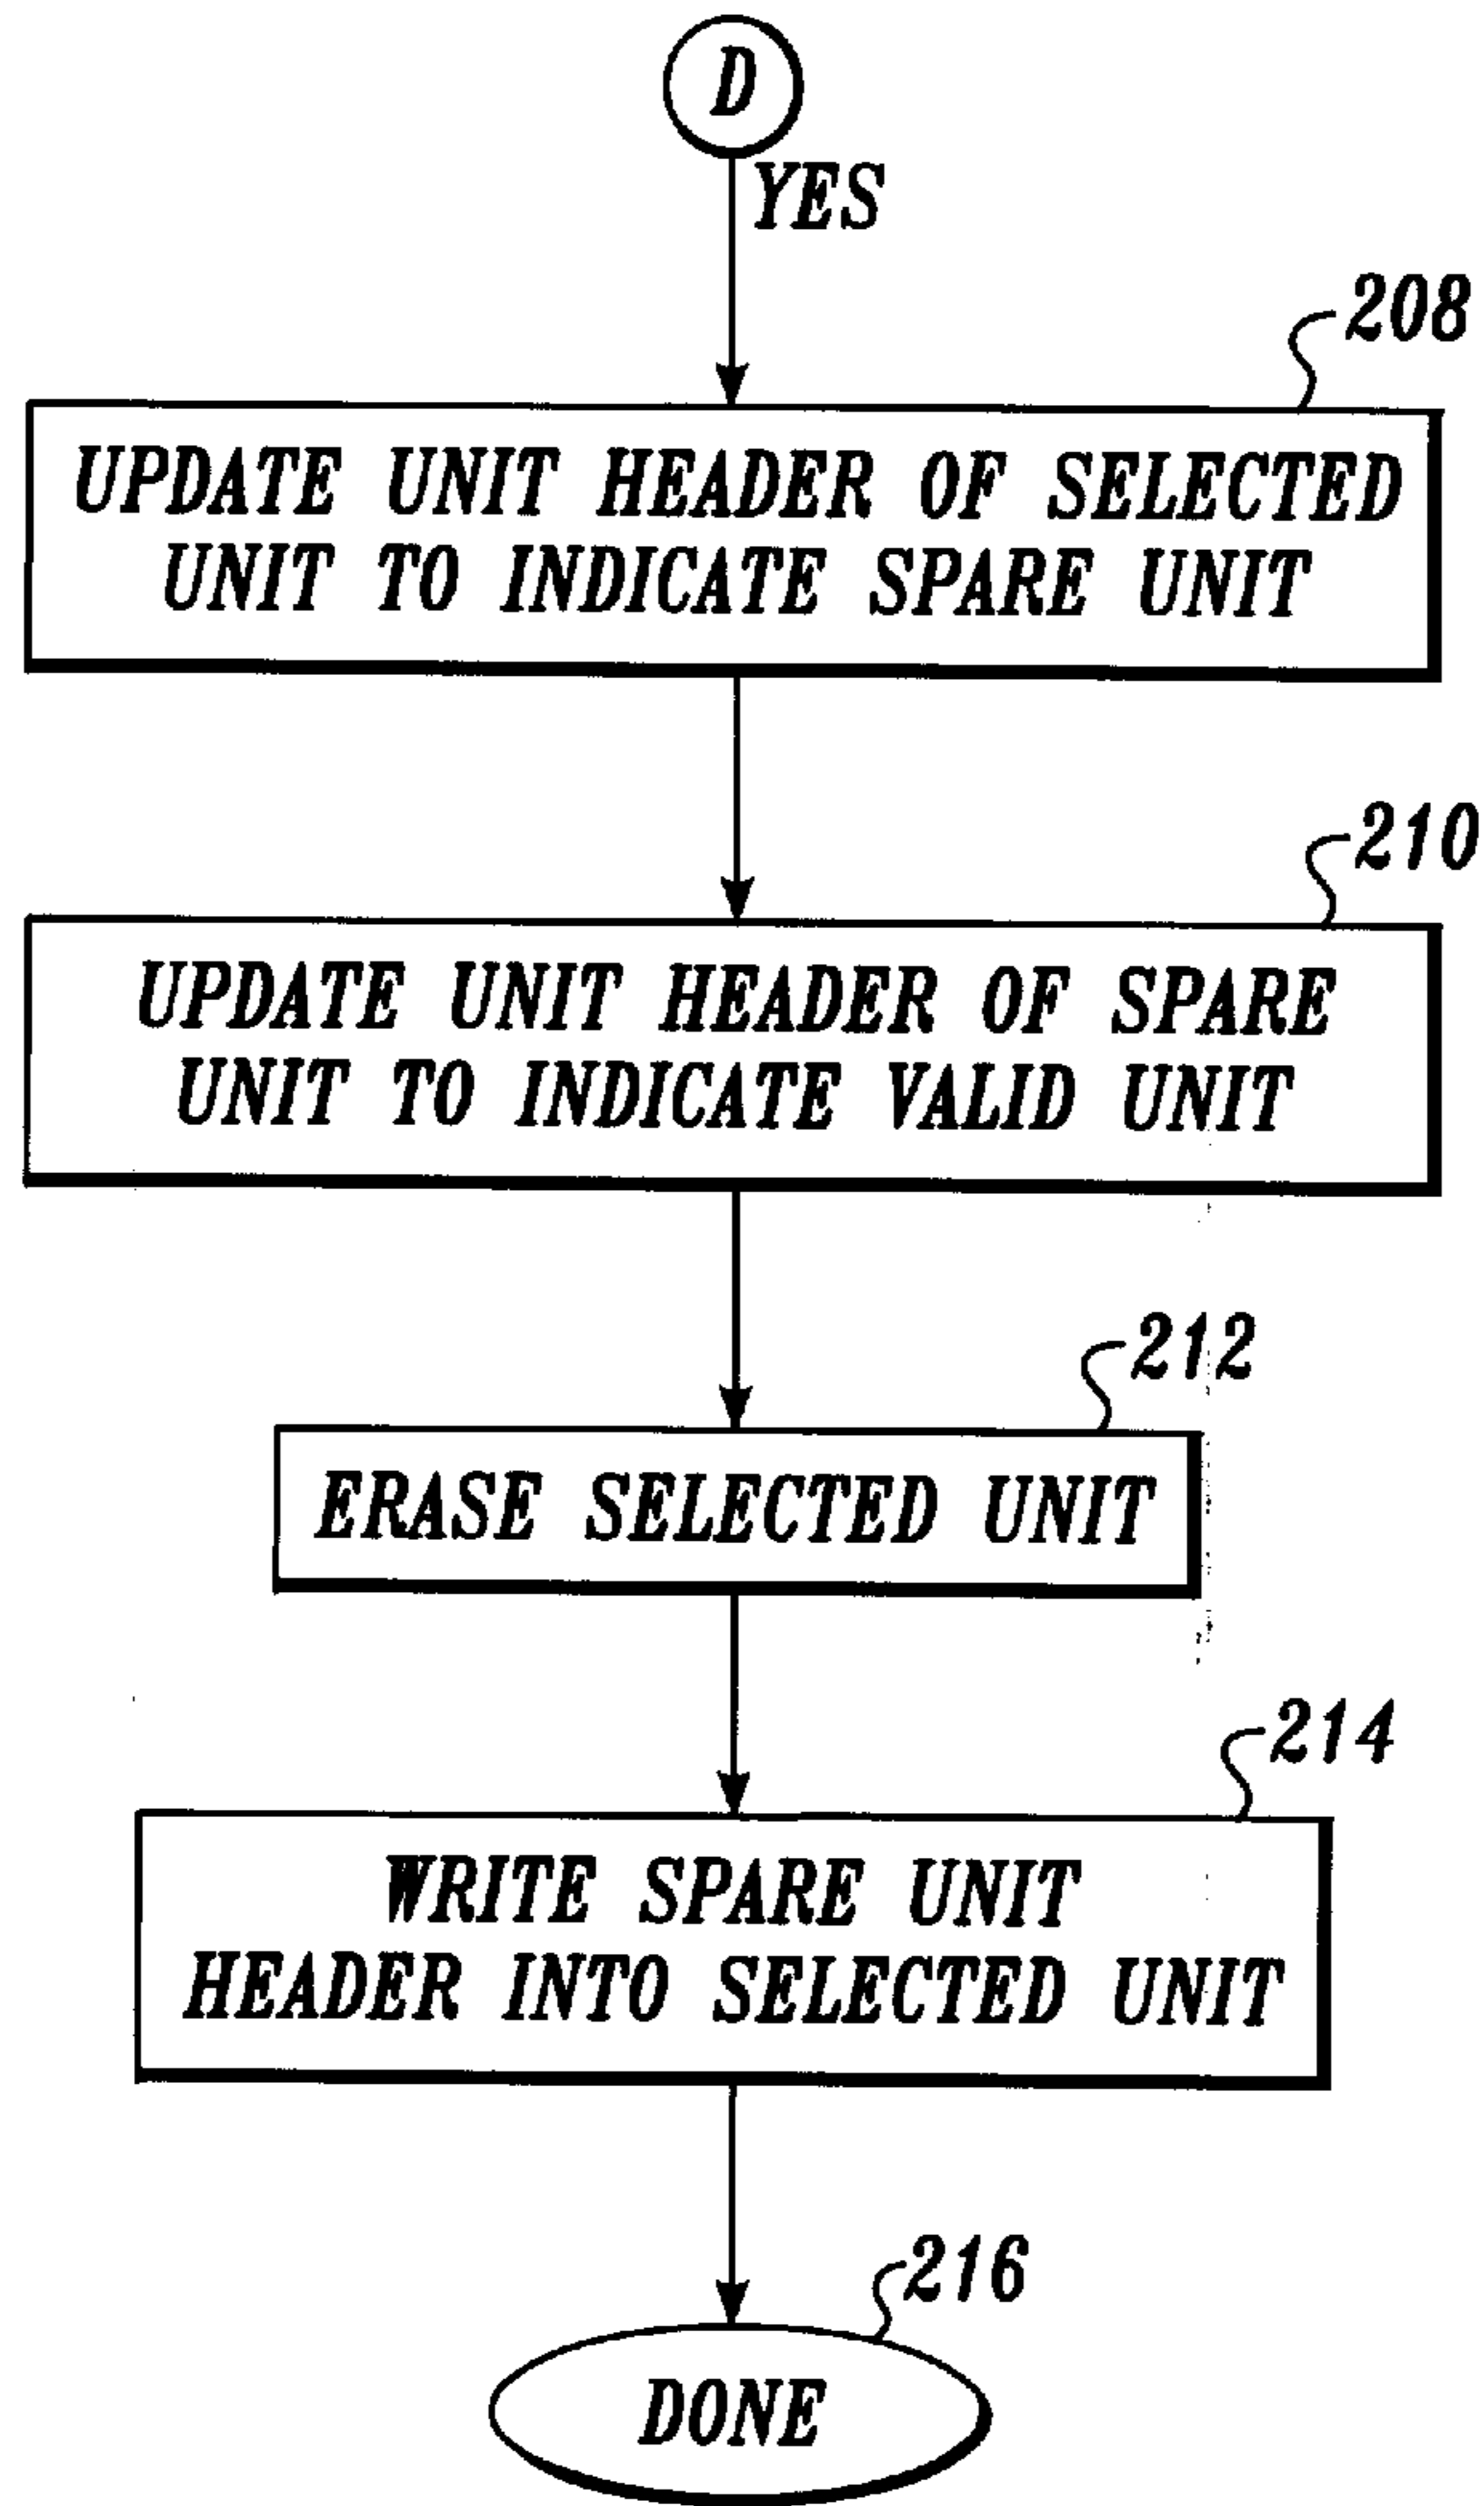 D
YES
208
UPDATE UNIT HEADER OF SELECTED
UNIT TO INDICATE SPARE UNIT
210
UPDATE UNIT HEADER OF SPARE
UNIT TO INDICATE VALID UNIT
212
ERASE SELECTED UNIT
214
WRITE SPARE UNIT
HEADER INTO SELECTED UNIT
216
DONE